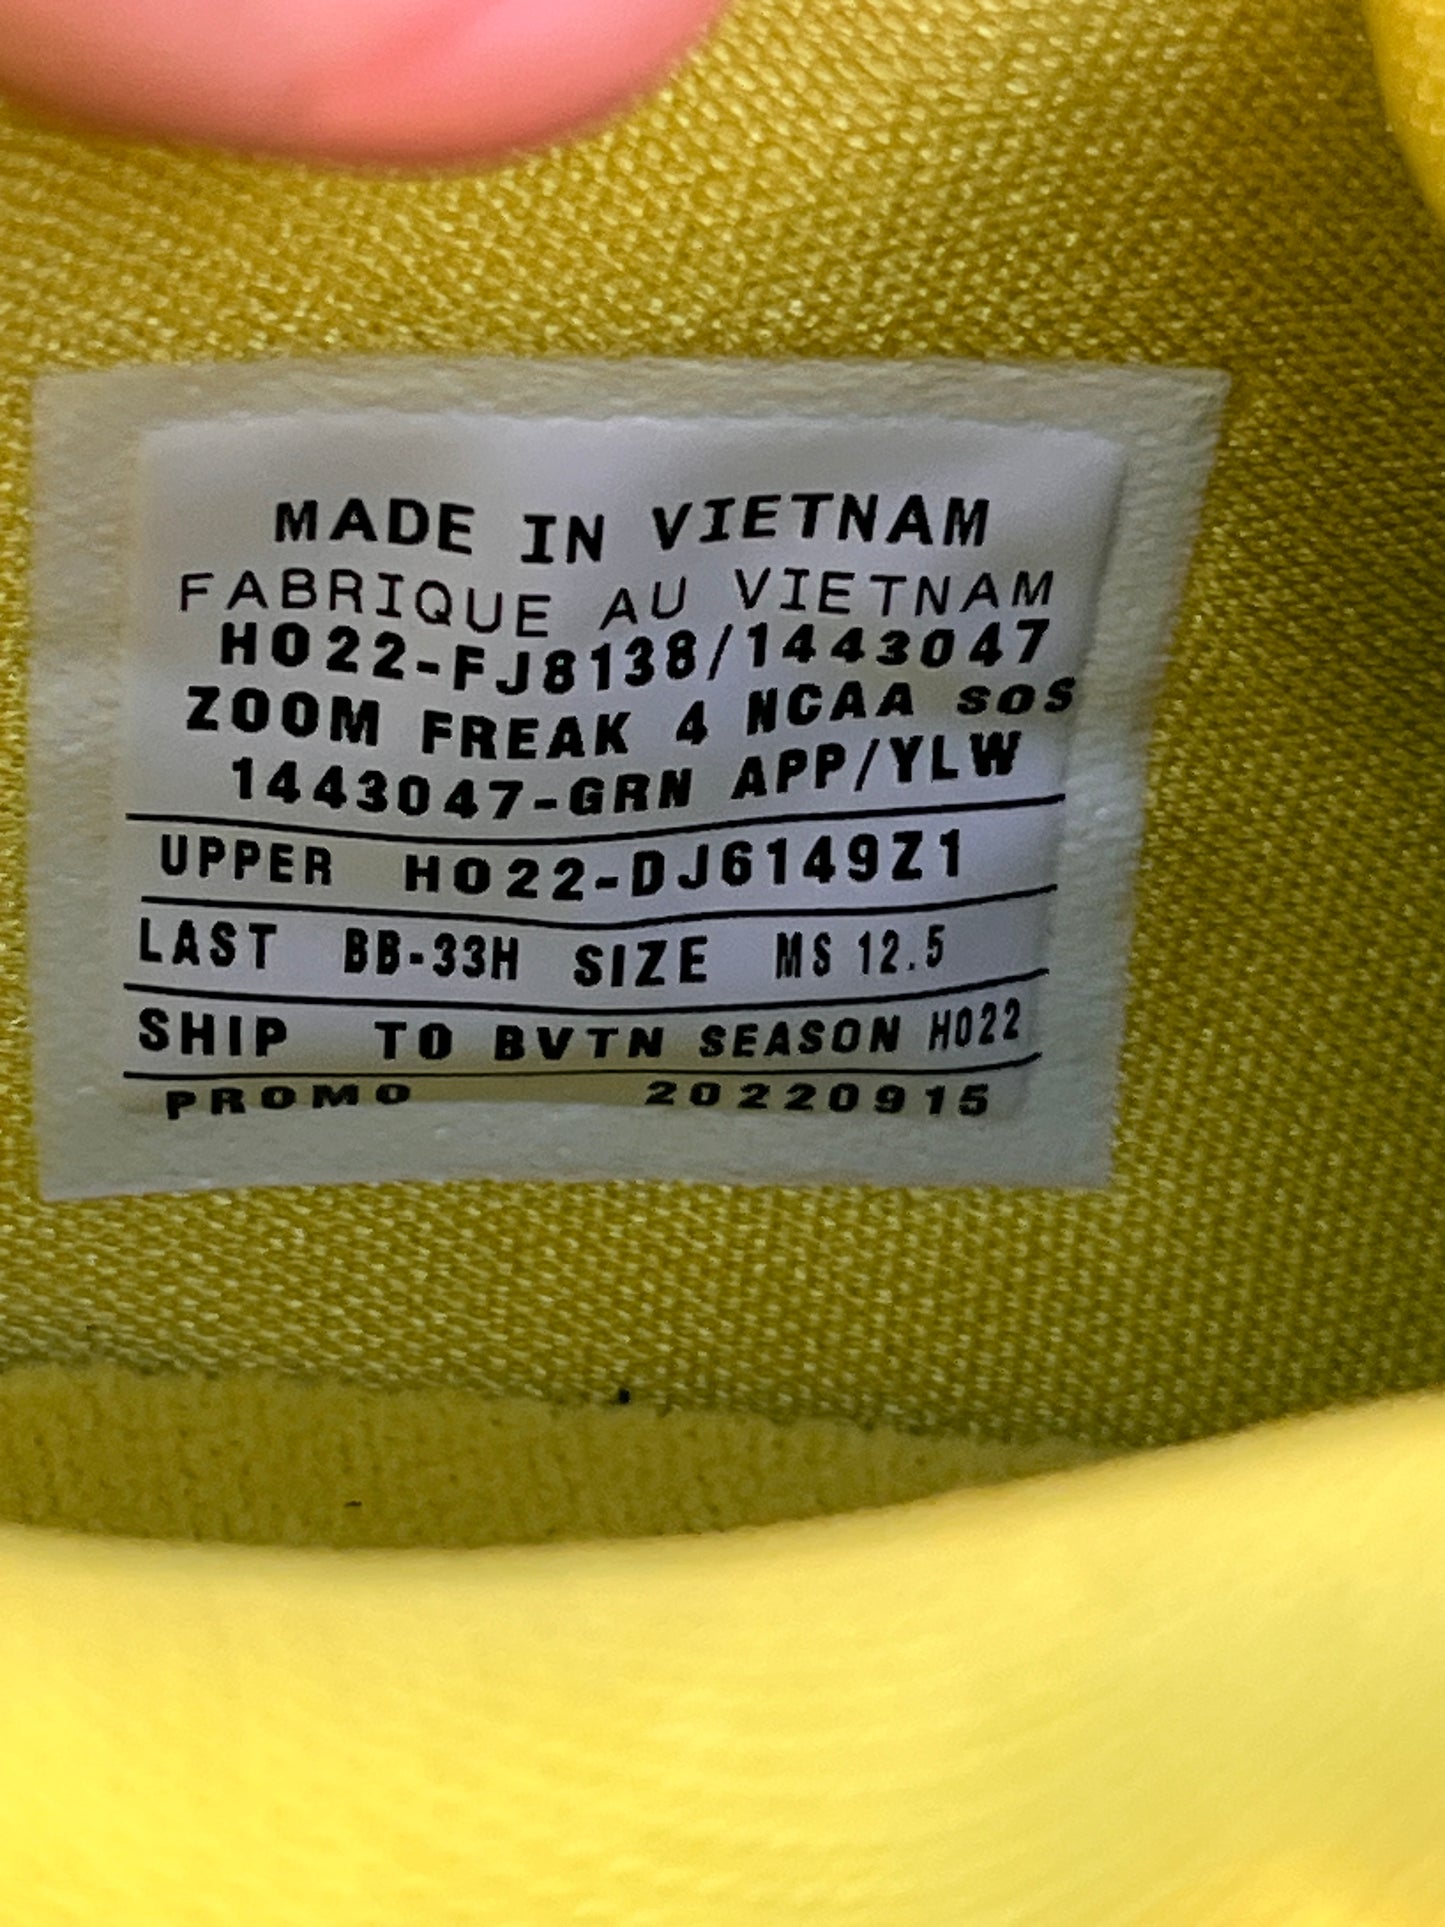 MADE IN VIETNAM
FABRIQUE AU VIETNAM
HO22-FJ8138/1443047
ZOOM FREAK 4 NCAA SOS
1443047-GRN APP/YLW
UPPER HO22-DJ6149Z1
LAST BB-33H SIZE MS 12.5
SHIP TO BVTN SEASON HO22
PROMO 20220915